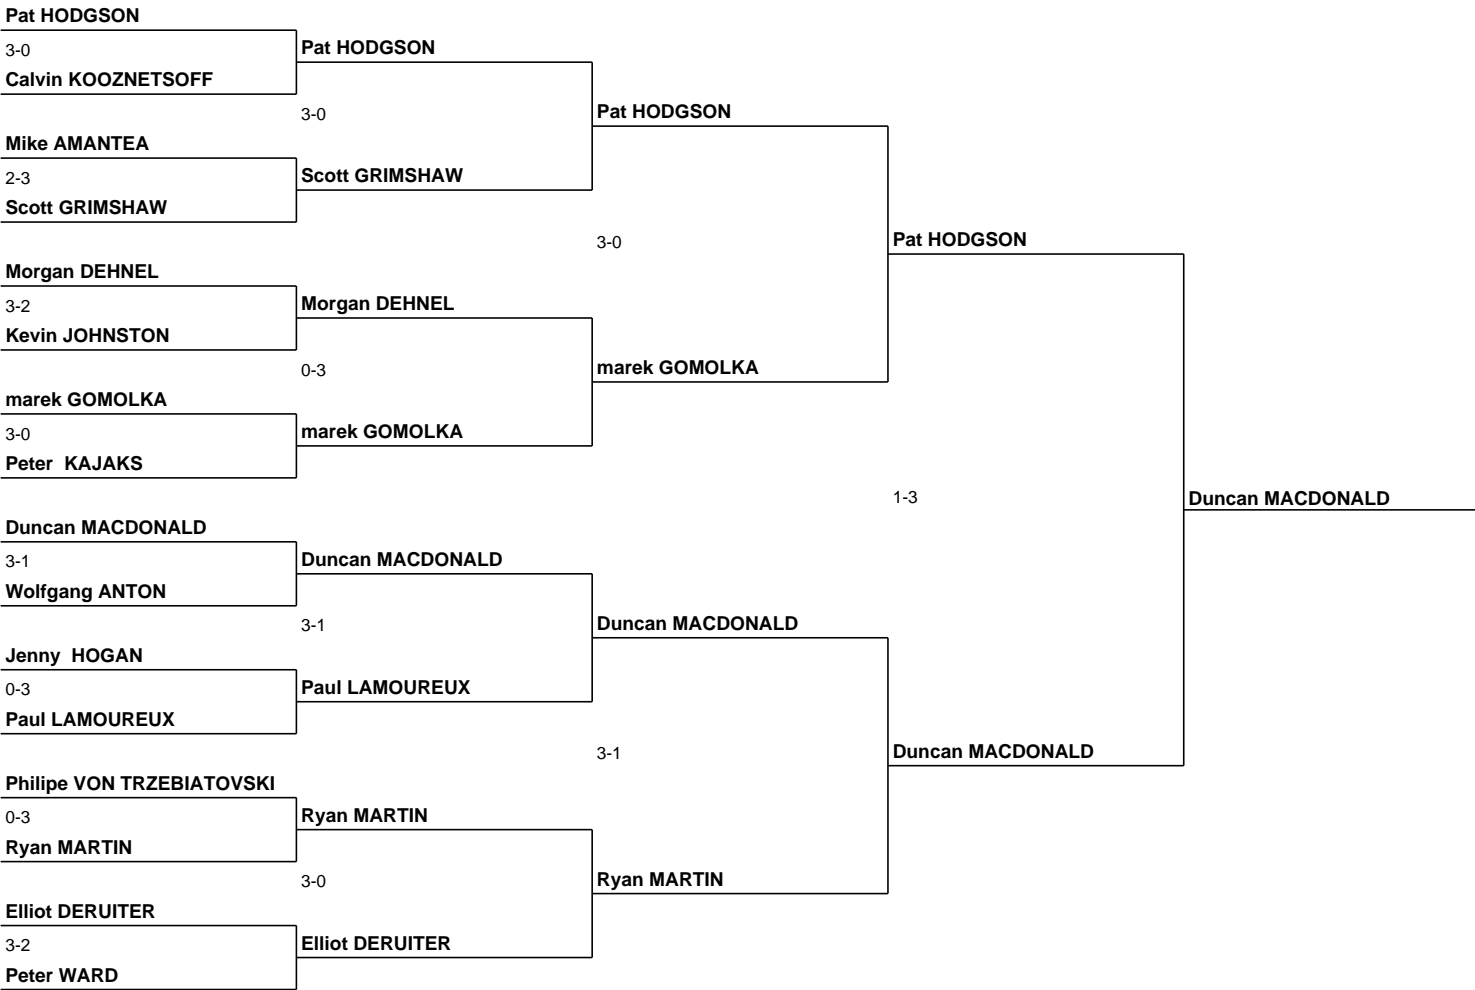 Pat HODGSON
3-0
Calvin KOOZNETSOFF
Mike AMANTEA
2-3
Scott GRIMSHAW
Morgan DEHNEL
3-2
Kevin JOHNSTON
marek GOMOLKA
3-0
Peter  KAJAKS
Duncan MACDONALD
3-1
Wolfgang ANTON
Jenny  HOGAN
0-3
Paul LAMOUREUX
Philipe VON TRZEBIATOVSKI
0-3
Ryan MARTIN
Elliot DERUITER
3-2
Peter WARD
Pat HODGSON
3-0
Scott GRIMSHAW
Morgan DEHNEL
0-3
marek GOMOLKA
Duncan MACDONALD
3-1
Paul LAMOUREUX
Ryan MARTIN
3-0
Elliot DERUITER
Pat HODGSON
3-0
marek GOMOLKA
Duncan MACDONALD
3-1
Ryan MARTIN
Pat HODGSON
1-3
Duncan MACDONALD
Duncan MACDONALD